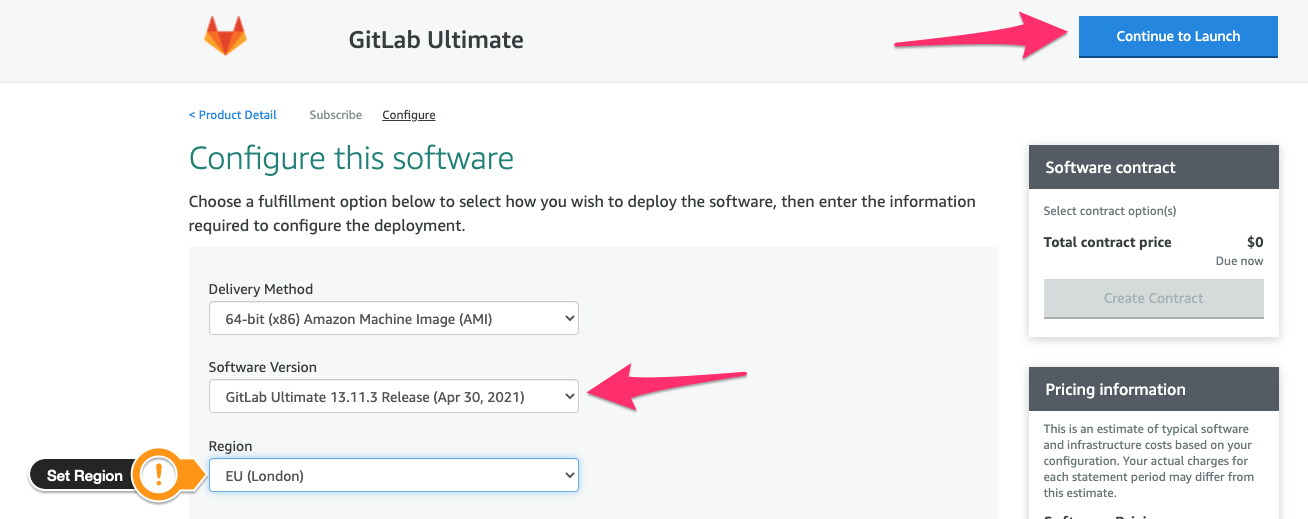 GitLab Ultimate
Continue to Launch
< Product Detail
Subscribe
Configure
Configure this software
Choose a fulfillment option below to select how you wish to deploy the software, then enter the information
required to configure the deployment.
Delivery Method
64-bit (x86) Amazon Machine Image (AMI)
Software Version
GitLab Ultimate 13.11.3 Release (Apr 30, 2021)
Region
Set Region
!
EU (London)
Software contract
Select contract option(s)
Total contract price
$0
Due now
Create Contract
Pricing information
This is an estimate of typical software
and infrastructure costs based on your
configuration. Your actual charges for
each statement period may differ from
this estimate.